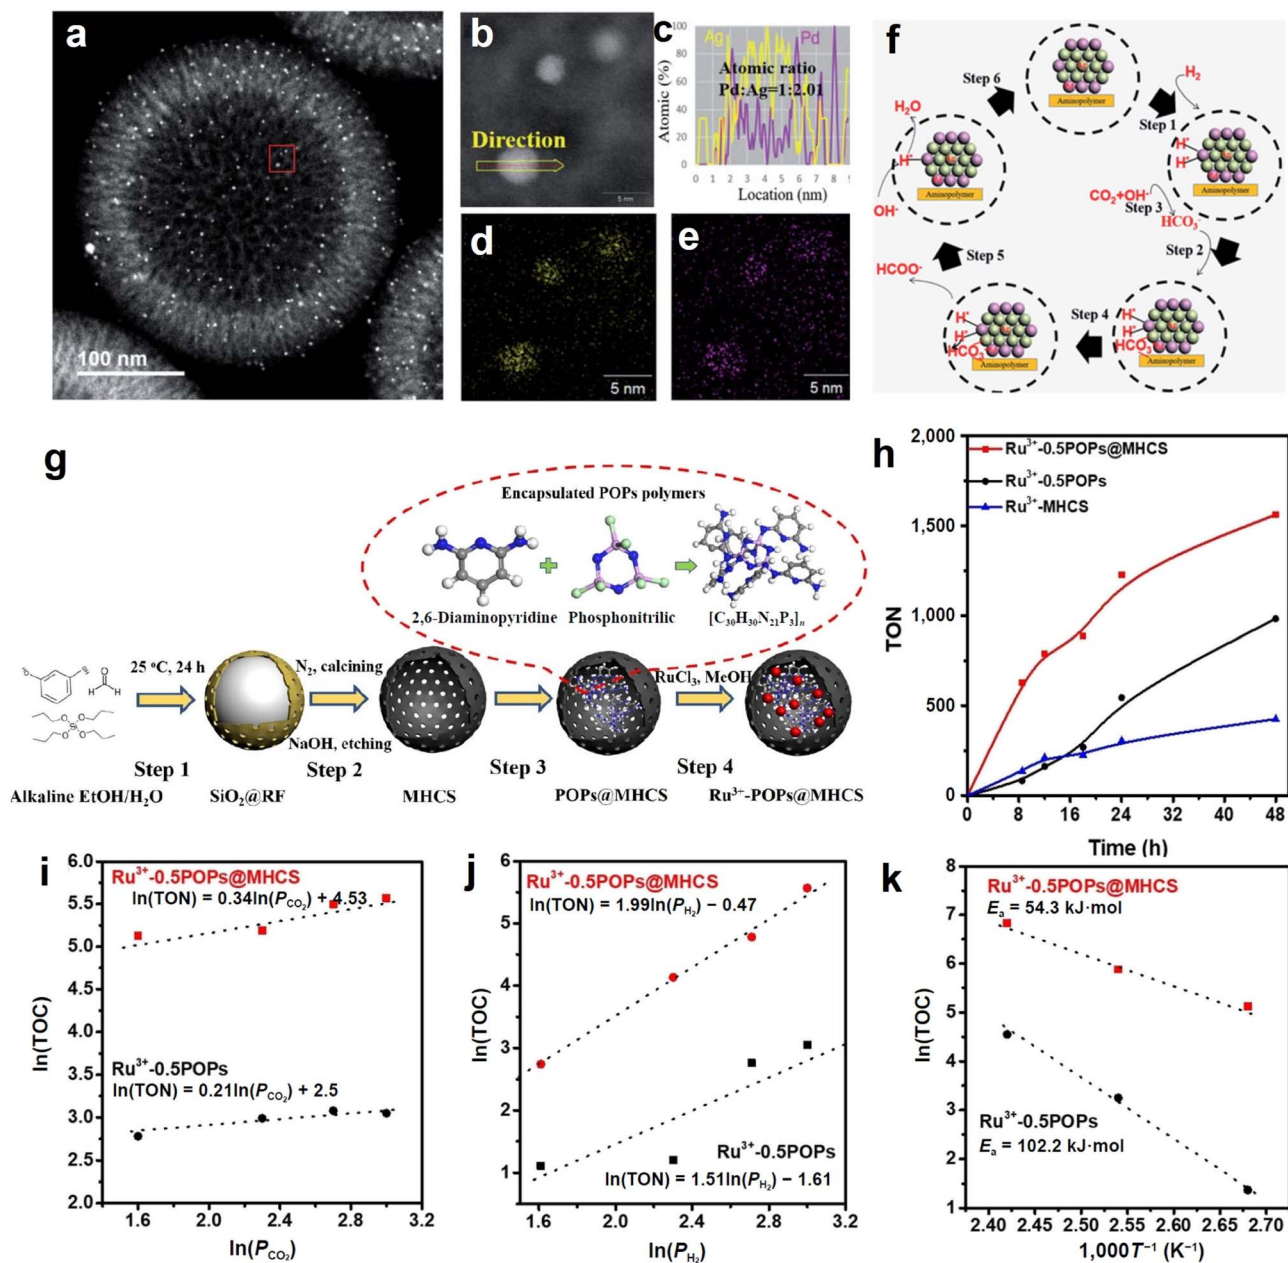 a
100 nm
b
Direction
5 nm
c
Ag
Pd
Atomic ratio
Pd:Ag=1:2.01
Atomic (%)
100
80
60
40
20
0
0 1 2 3 4 5 6 7 8
Location (nm)
d
5 nm
e
5 nm
f
Step 6
Aminopolymer
H₂
Step 1
H₂O
H*
Aminopolymer
OH⁻
H*
H*
Aminopolymer
CO₂+OH⁻
Step 3
HCO₃⁻
Step 2
HCOO⁻
Step 5
Step 4
H*
H*
HCO₃⁻
Aminopolymer
H*
H*
HCO₃⁻
Aminopolymer
g
Encapsulated POPs polymers
2,6-Diaminopyridine
Phosphonitrilic
[C₃₀H₃₀N₂₁P₃]ₙ
25 °C, 24 h
N₂, calcining
RuCl₃, MeOH
NaOH, etching
Step 1
Step 2
Step 3
Step 4
Alkaline EtOH/H₂O
SiO₂@RF
MHCS
POPs@MHCS
Ru³⁺-POPs@MHCS
h
2,000
1,500
1,000
500
0
TON
Ru³⁺-0.5POPs@MHCS
Ru³⁺-0.5POPs
Ru³⁺-MHCS
0 8 16 24 32 40 48
Time (h)
i
6.0
5.5
5.0
4.5
4.0
3.5
3.0
2.5
2.0
ln(TOC)
Ru³⁺-0.5POPs@MHCS
ln(TON) = 0.34ln(P_CO₂) + 4.53
Ru³⁺-0.5POPs
ln(TON) = 0.21ln(P_CO₂) + 2.5
1.6 2.0 2.4 2.8 3.2
ln(P_CO₂)
j
6
5
4
3
2
1
ln(TOC)
Ru³⁺-0.5POPs@MHCS
ln(TON) = 1.99ln(P_H₂) − 0.47
Ru³⁺-0.5POPs
ln(TON) = 1.51ln(P_H₂) − 1.61
1.6 2.0 2.4 2.8 3.2
ln(P_H₂)
k
8
7
6
5
4
3
2
1
ln(TOC)
Ru³⁺-0.5POPs@MHCS
Eₐ = 54.3 kJ·mol
Ru³⁺-0.5POPs
Eₐ = 102.2 kJ·mol
2.40 2.45 2.50 2.55 2.60 2.65 2.70
1,000T⁻¹ (K⁻¹)